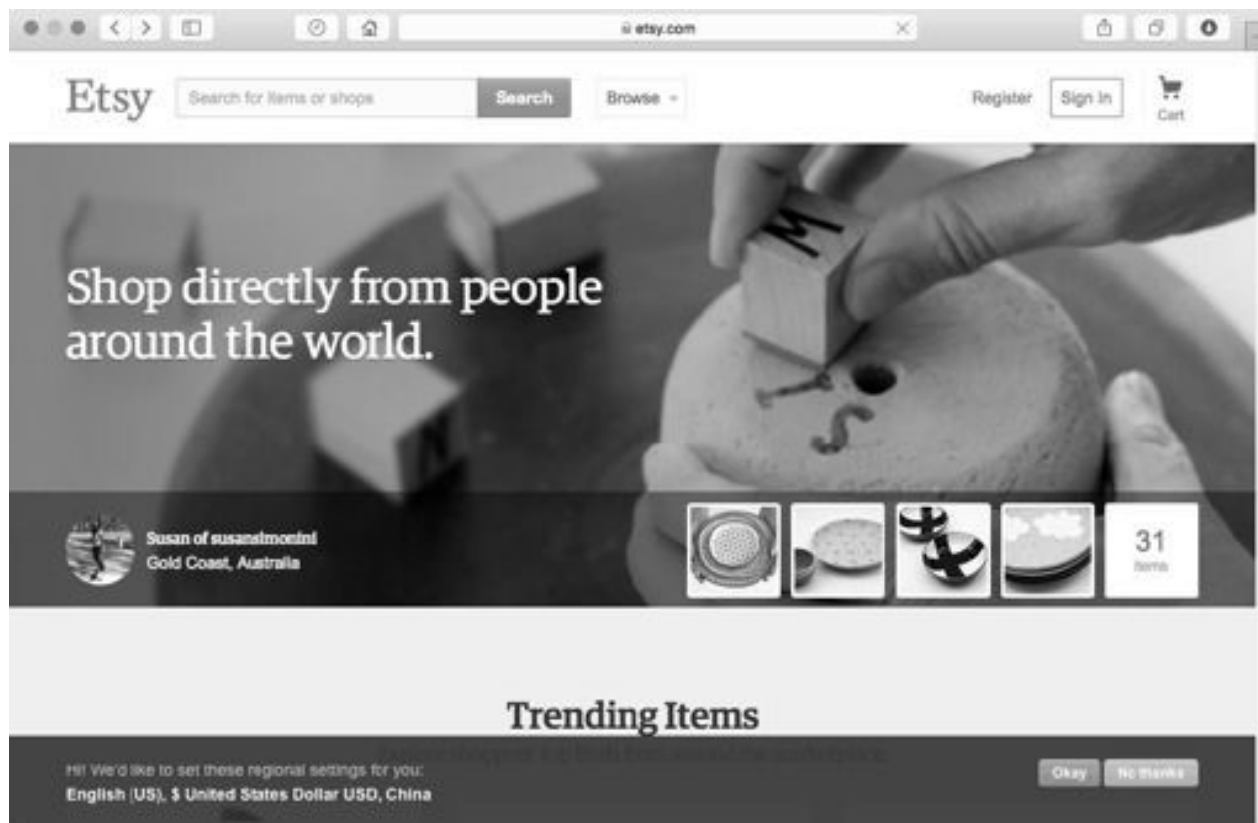 etsy.com
Etsy
Search for items or shops
Search
Browse
Register
Sign In
Cart
M
Shop directly from people
around the world.
S
N
Susan of susansimonini
Gold Coast, Australia
31
items
Trending Items
Hi! We'd like to set these regional settings for you:
Okay
No thanks
English (US), $ United States Dollar USD, China